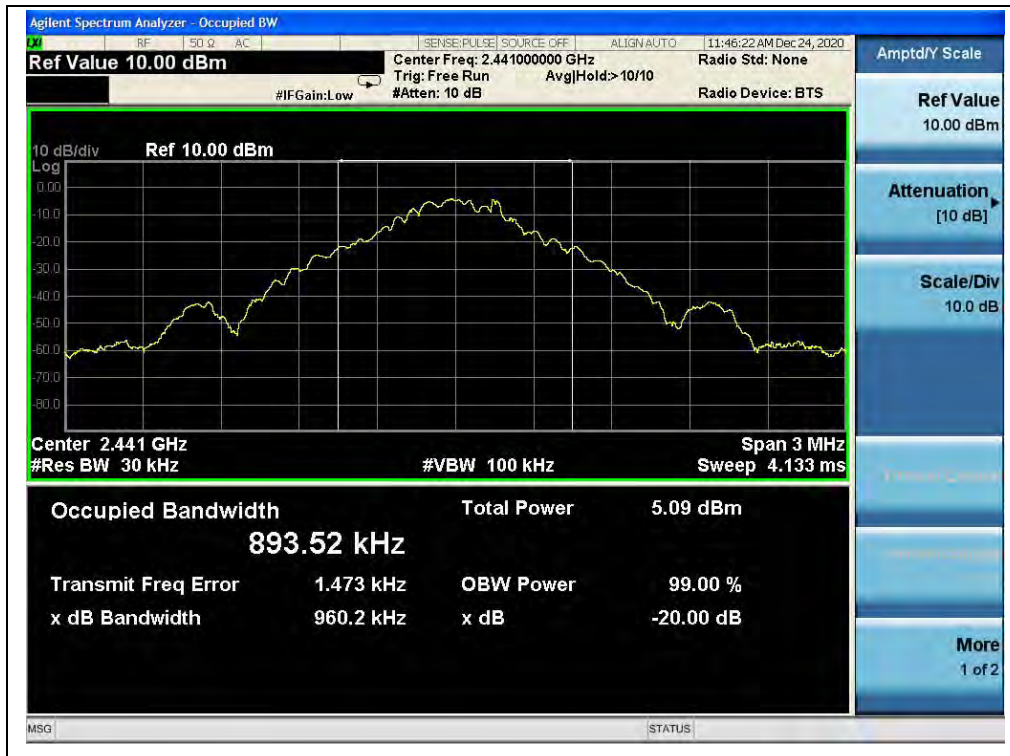 Agilent Spectrum Analyzer - Occupied BW
LXI RF 50 Ω AC SENSE:PULSE SOURCE OFF ALIGN AUTO 11:46:22 AM Dec 24, 2020
Ref Value 10.00 dBm
Center Freq: 2.441000000 GHz
Radio Std: None
Trig: Free Run Avg|Hold:> 10/10
#IFGain:Low
#Atten: 10 dB
Radio Device: BTS
10 dB/div Ref 10.00 dBm
Log
0.00
-10.0
-20.0
-30.0
-40.0
-50.0
-60.0
-70.0
-80.0
Center 2.441 GHz Span 3 MHz
#Res BW 30 kHz #VBW 100 kHz Sweep 4.133 ms
Occupied Bandwidth Total Power 5.09 dBm
893.52 kHz
Transmit Freq Error 1.473 kHz OBW Power 99.00 %
x dB Bandwidth 960.2 kHz x dB -20.00 dB
MSG STATUS
Amptd/Y Scale
Ref Value
10.00 dBm
Attenuation
[10 dB]
Scale/Div
10.0 dB
More
1 of 2